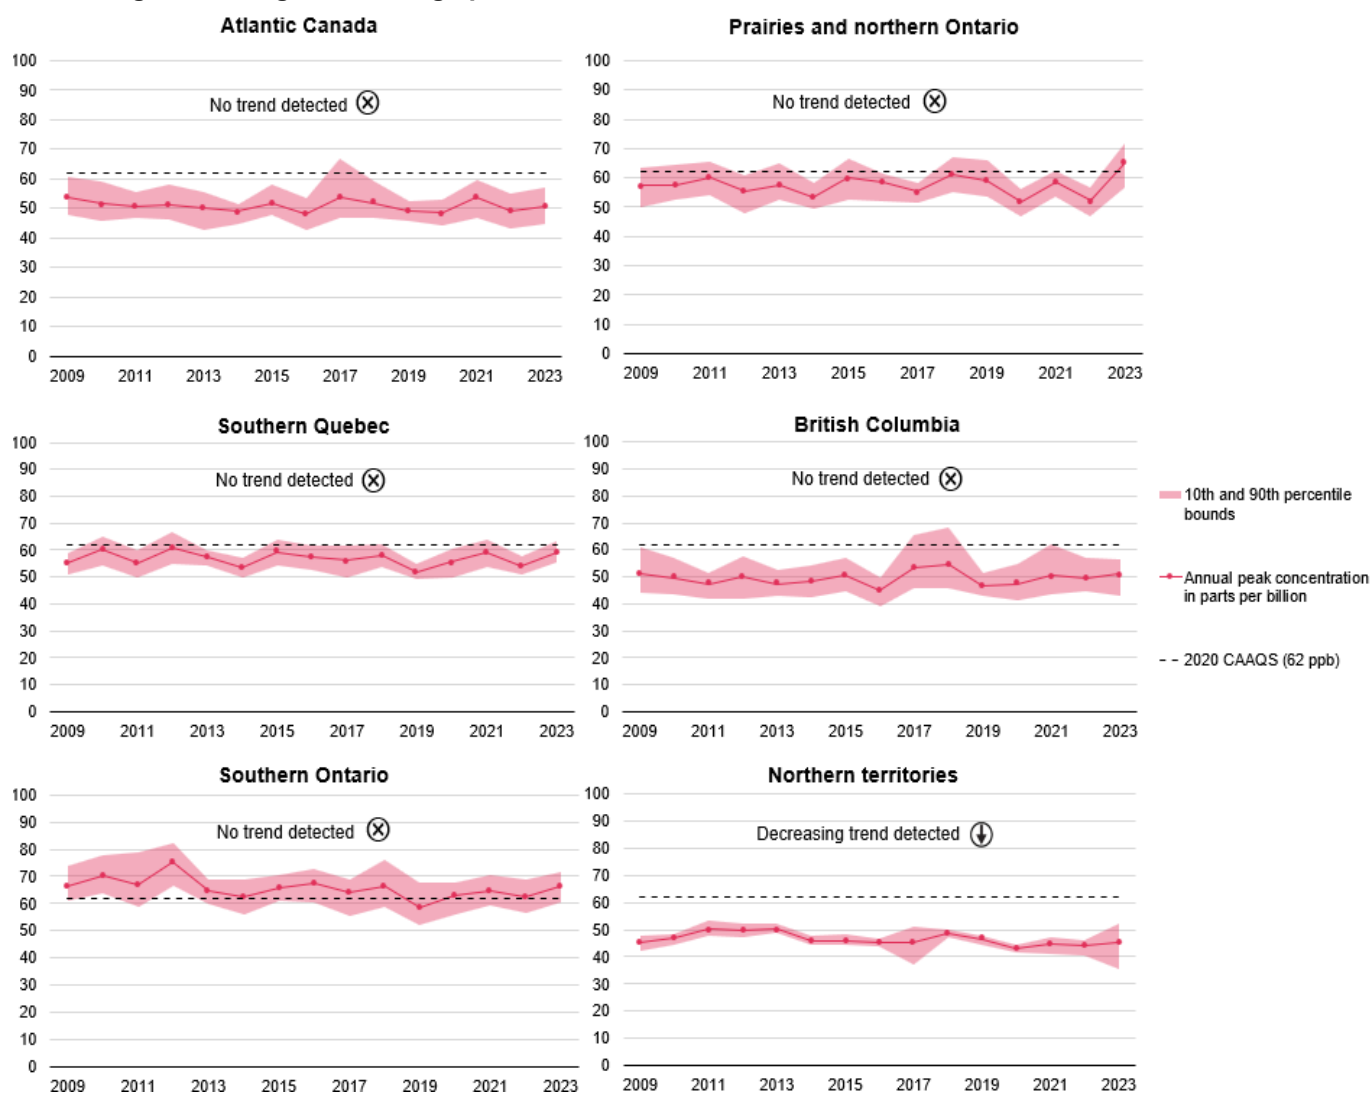 Atlantic Canada
100
90
No trend detected
80
70
60
50
40
30
20
10
0
2009 2011 2013 2015 2017 2019 2021 2023
Prairies and northern Ontario
100
90
No trend detected
80
70
60
50
40
30
20
10
0
2009 2011 2013 2015 2017 2019 2021 2023
Southern Quebec
100
90
No trend detected
80
70
60
50
40
30
20
10
0
2009 2011 2013 2015 2017 2019 2021 2023
British Columbia
100
90
No trend detected
80
70
60
50
40
30
20
10
0
2009 2011 2013 2015 2017 2019 2021 2023
10th and 90th percentile
bounds
Annual peak concentration
in parts per billion
2020 CAAQS (62 ppb)
Southern Ontario
100
90
No trend detected
80
70
60
50
40
30
20
10
0
2009 2011 2013 2015 2017 2019 2021 2023
Northern territories
100
90
Decreasing trend detected
80
70
60
50
40
30
20
10
0
2009 2011 2013 2015 2017 2019 2021 2023